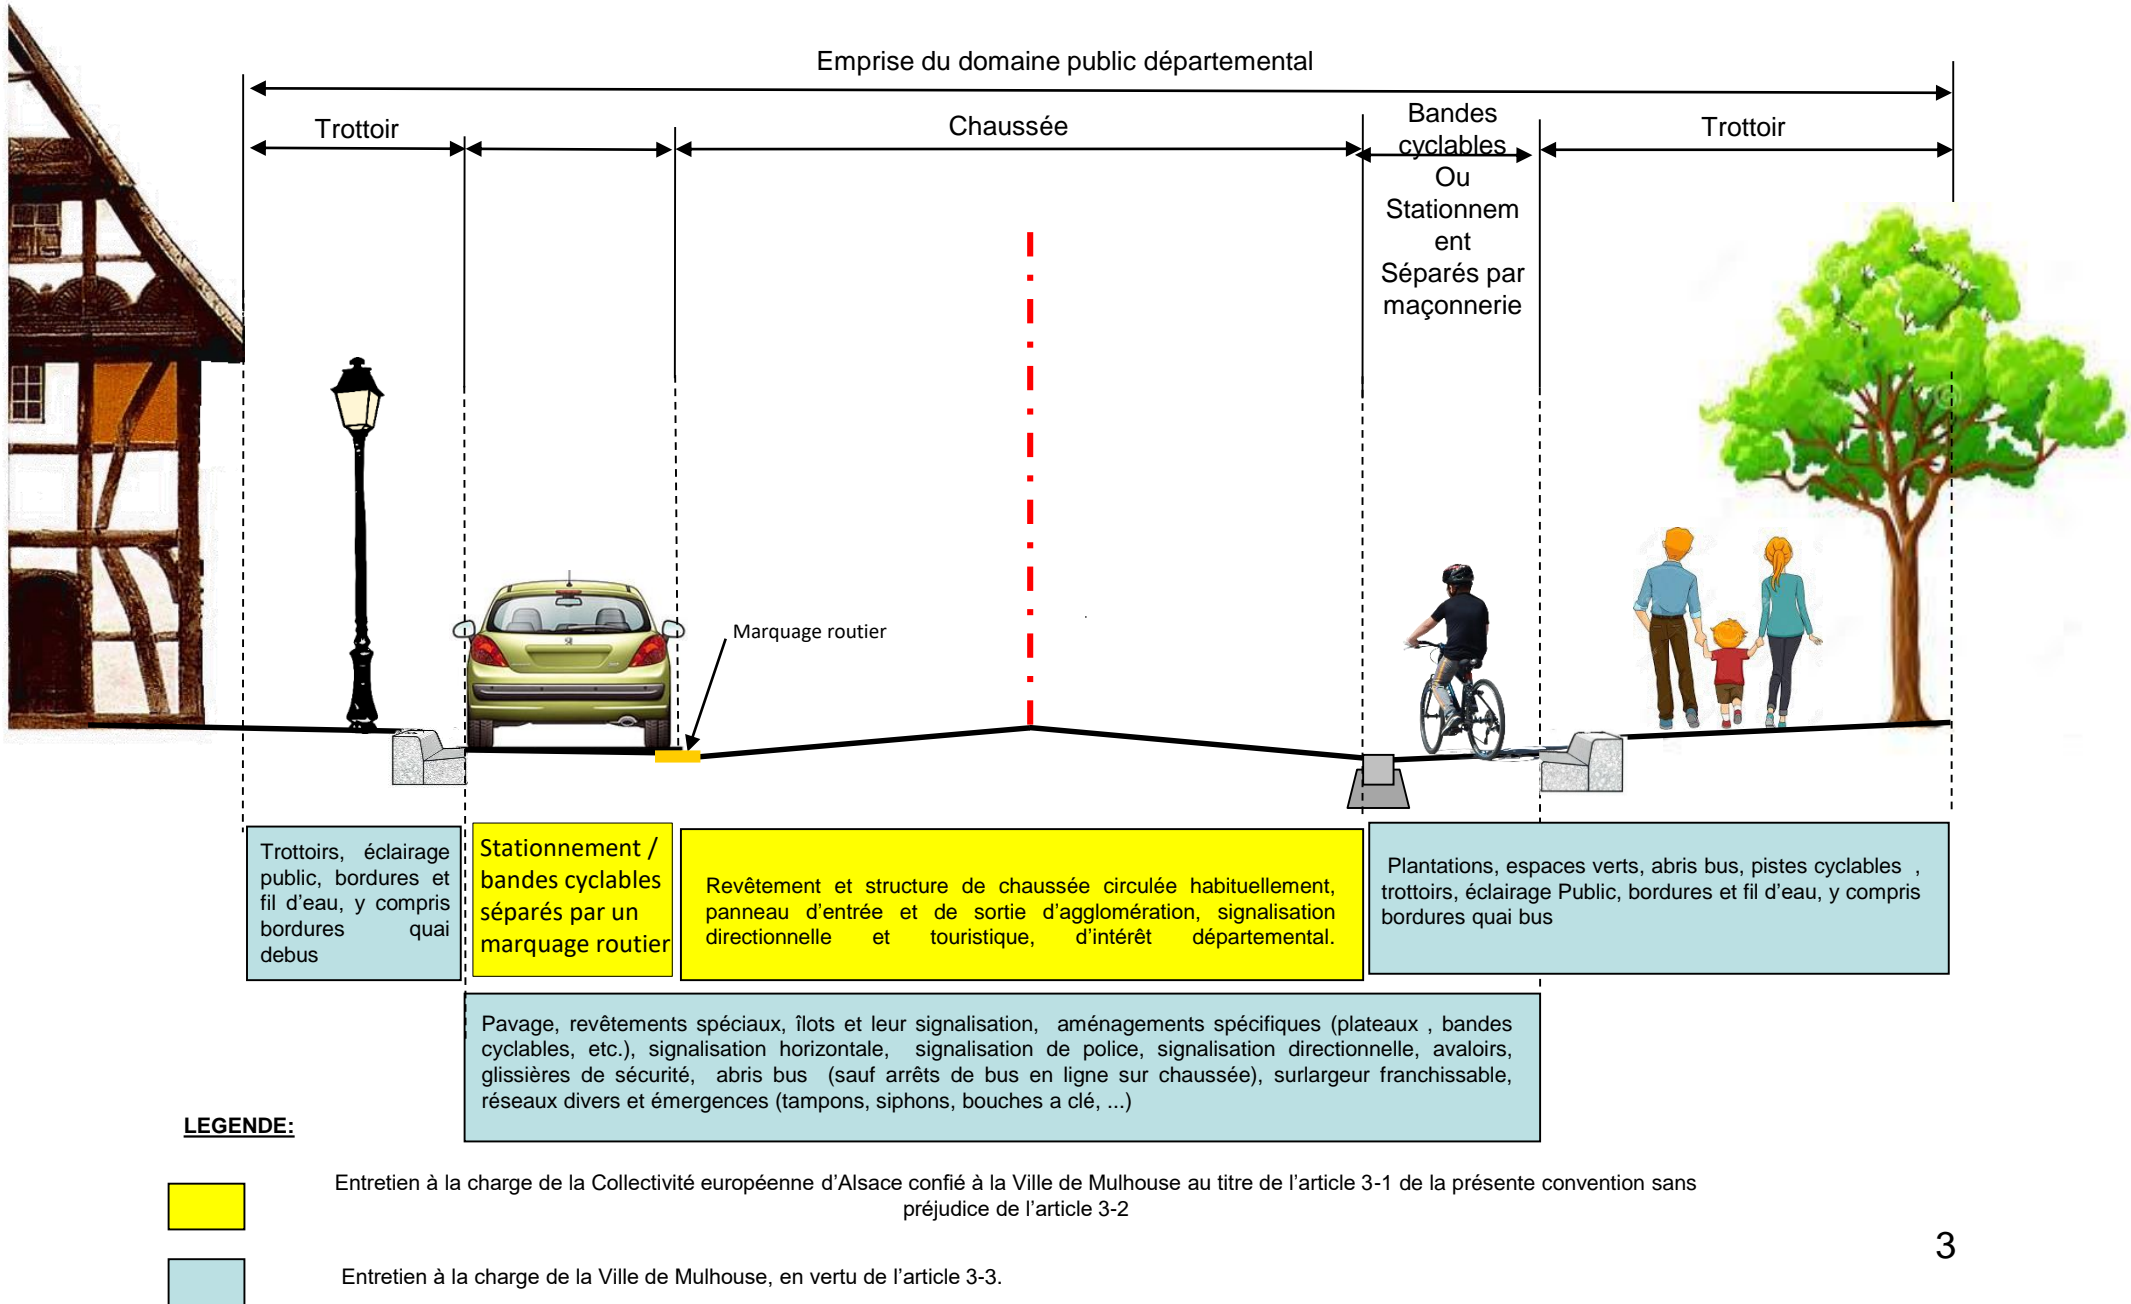 Emprise du domaine public départemental
Trottoir
Chaussée
Bandes
cyclables
Ou
Stationnem
ent
Séparés par
maçonnerie
Trottoir
Marquage routier
Trottoirs, éclairage
public, bordures et
fil d’eau, y compris
bordures quai
debus
Stationnement /
bandes cyclables
séparés par un
marquage routier
Revêtement et structure de chaussée circulée habituellement,
panneau d’entrée et de sortie d’agglomération, signalisation
directionnelle et touristique, d’intérêt départemental.
Plantations, espaces verts, abris bus, pistes cyclables ,
trottoirs, éclairage Public, bordures et fil d’eau, y compris
bordures quai bus
Pavage, revêtements spéciaux, îlots et leur signalisation, aménagements spécifiques (plateaux , bandes
cyclables, etc.), signalisation horizontale, signalisation de police, signalisation directionnelle, avaloirs,
glissières de sécurité, abris bus (sauf arrêts de bus en ligne sur chaussée), surlargeur franchissable,
réseaux divers et émergences (tampons, siphons, bouches a clé, ...)
LEGENDE:
Entretien à la charge de la Collectivité européenne d’Alsace confié à la Ville de Mulhouse au titre de l’article 3-1 de la présente convention sans
préjudice de l’article 3-2
3
Entretien à la charge de la Ville de Mulhouse, en vertu de l’article 3-3.